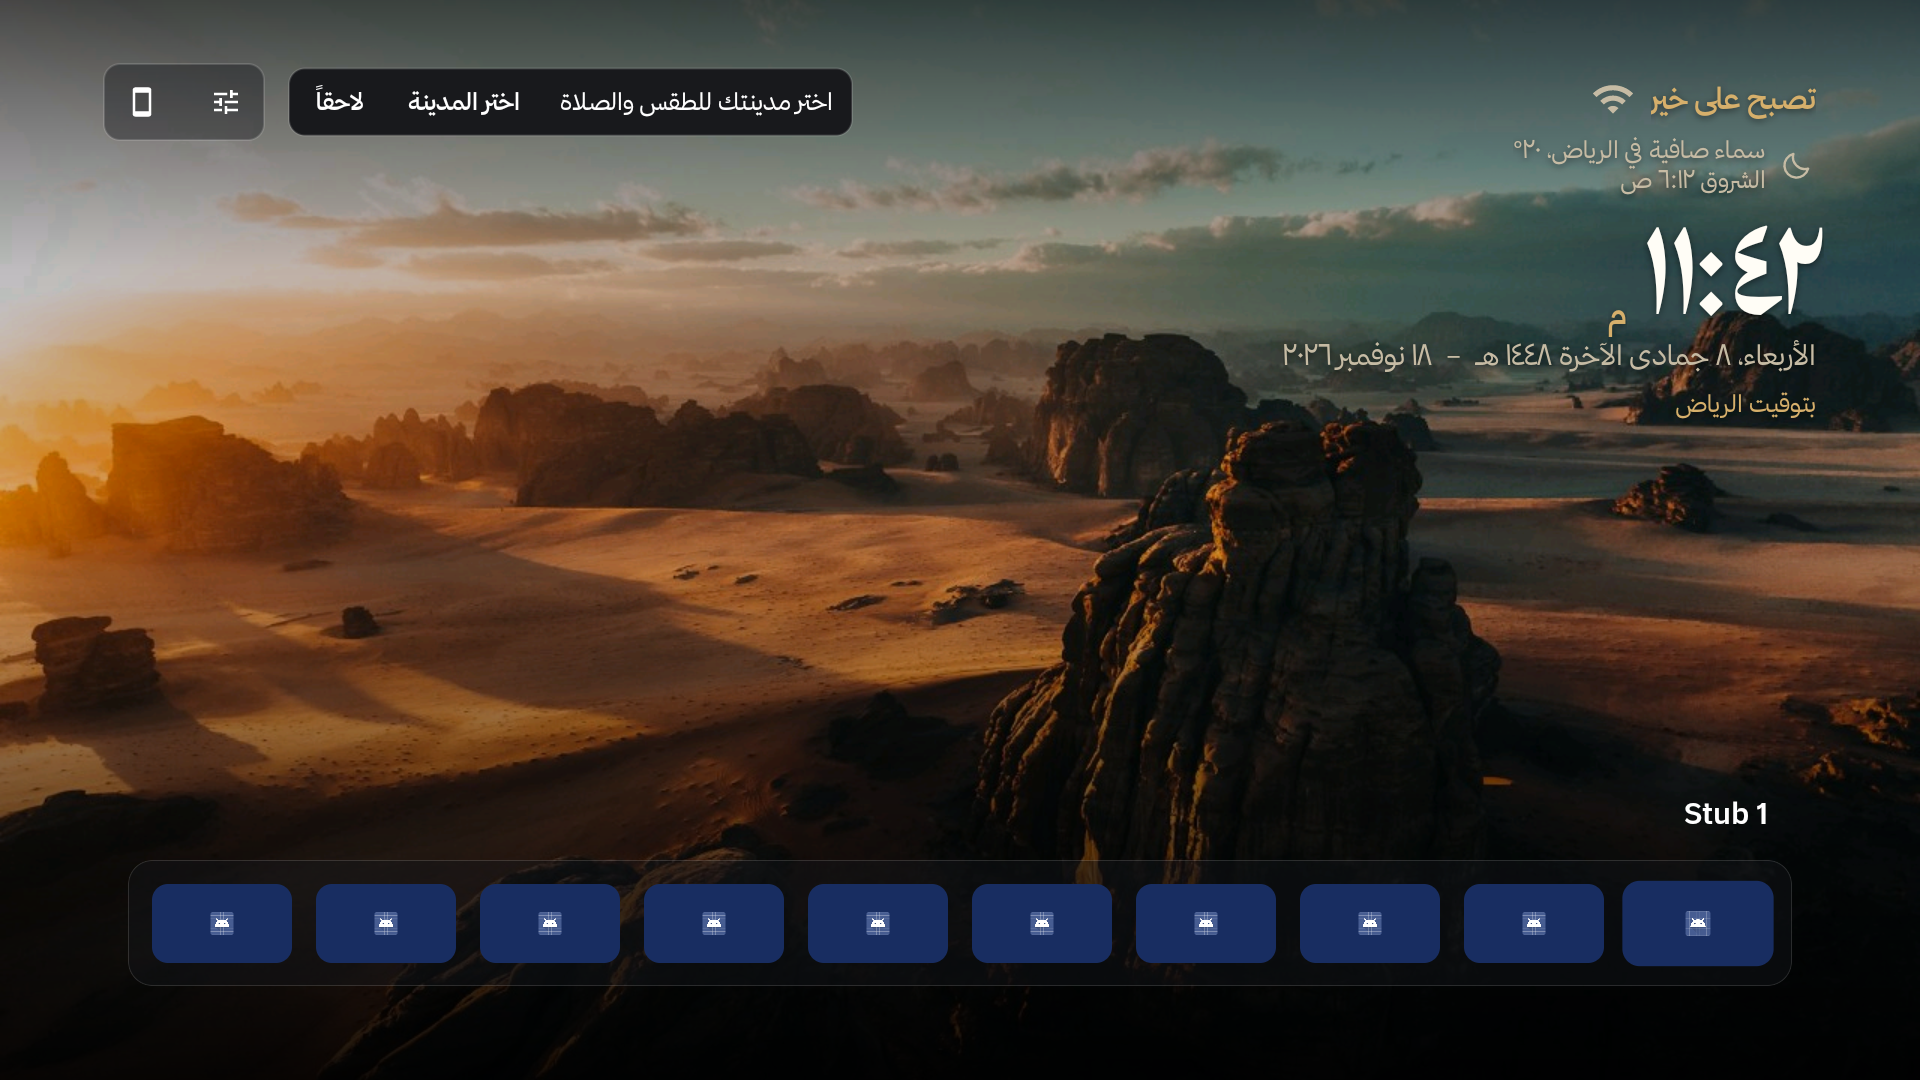 تصبح على خير
سماء صافية في الرياض، ٢٠°
الشروق ٦:١٢ ص
١١:٤٢ م
الأربعاء، ٨ جمادى الآخرة ١٤٤٨ هـ – ١٨ نوفمبر ٢٠٢٦
بتوقيت الرياض
اختر مدينتك للطقس والصلاة اختر المدينة لاحقاً
Stub 1